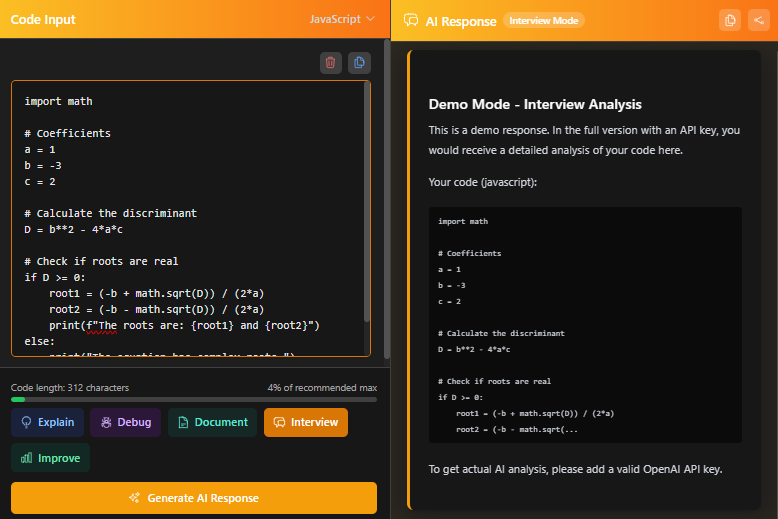 Code Input
JavaScript
import math
# Coefficients
a = 1
b = -3
c = 2
# Calculate the discriminant
D = b**2 - 4*a*c
# Check if roots are real
if D >= 0:
    root1 = (-b + math.sqrt(D)) / (2*a)
    root2 = (-b - math.sqrt(D)) / (2*a)
    print(f"The roots are: {root1} and {root2}")
else:
    print("The equation has complex roots.")
Code length: 312 characters
4% of recommended max
Explain
Debug
Document
Interview
Improve
Generate AI Response
AI Response
Interview Mode
Demo Mode - Interview Analysis
This is a demo response. In the full version with an API key, you
would receive a detailed analysis of your code here.
Your code (javascript):
import math
# Coefficients
a = 1
b = -3
c = 2
# Calculate the discriminant
D = b**2 - 4*a*c
# Check if roots are real
if D >= 0:
    root1 = (-b + math.sqrt(D)) / (2*a)
    root2 = (-b - math.sqrt(...
To get actual AI analysis, please add a valid OpenAI API key.